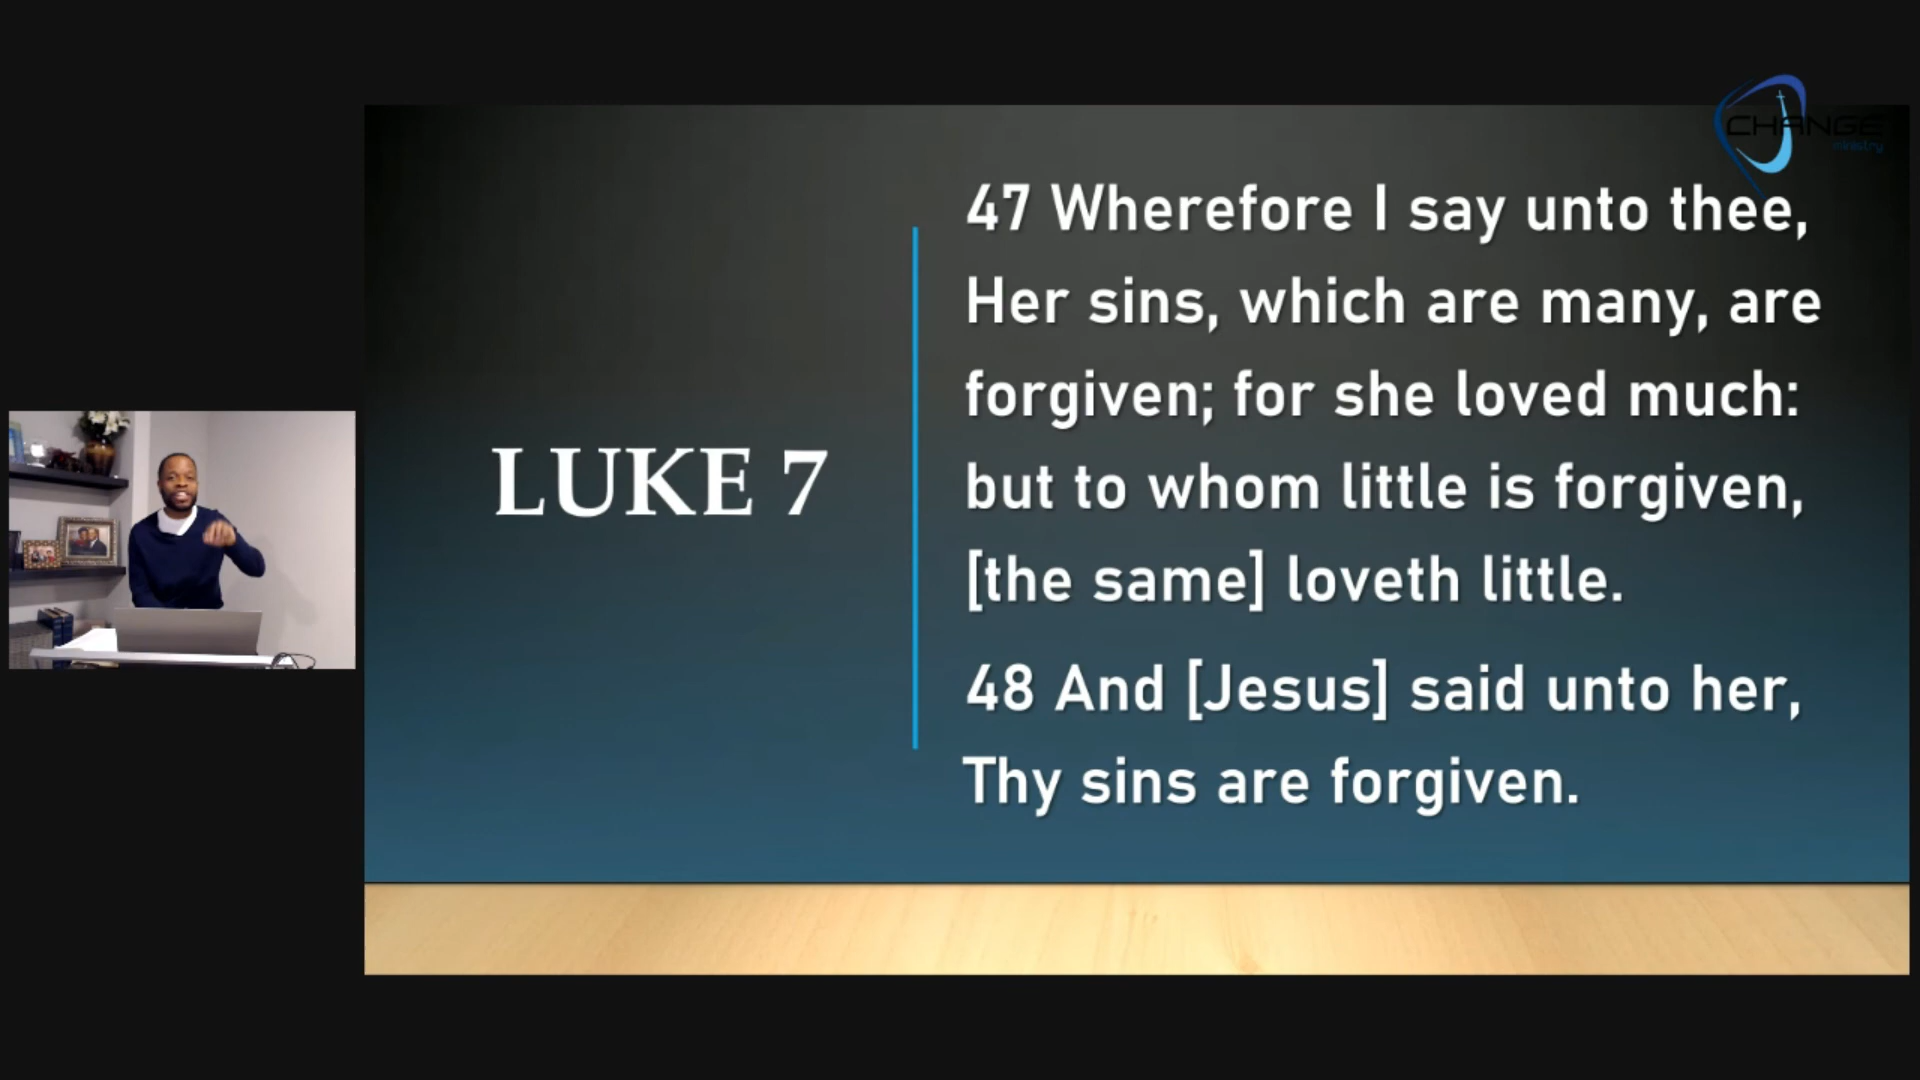 CHANGE
ministry
LUKE 7
47 Wherefore I say unto thee,
Her sins, which are many, are
forgiven; for she loved much:
but to whom little is forgiven,
[the same] loveth little.
48 And [Jesus] said unto her,
Thy sins are forgiven.